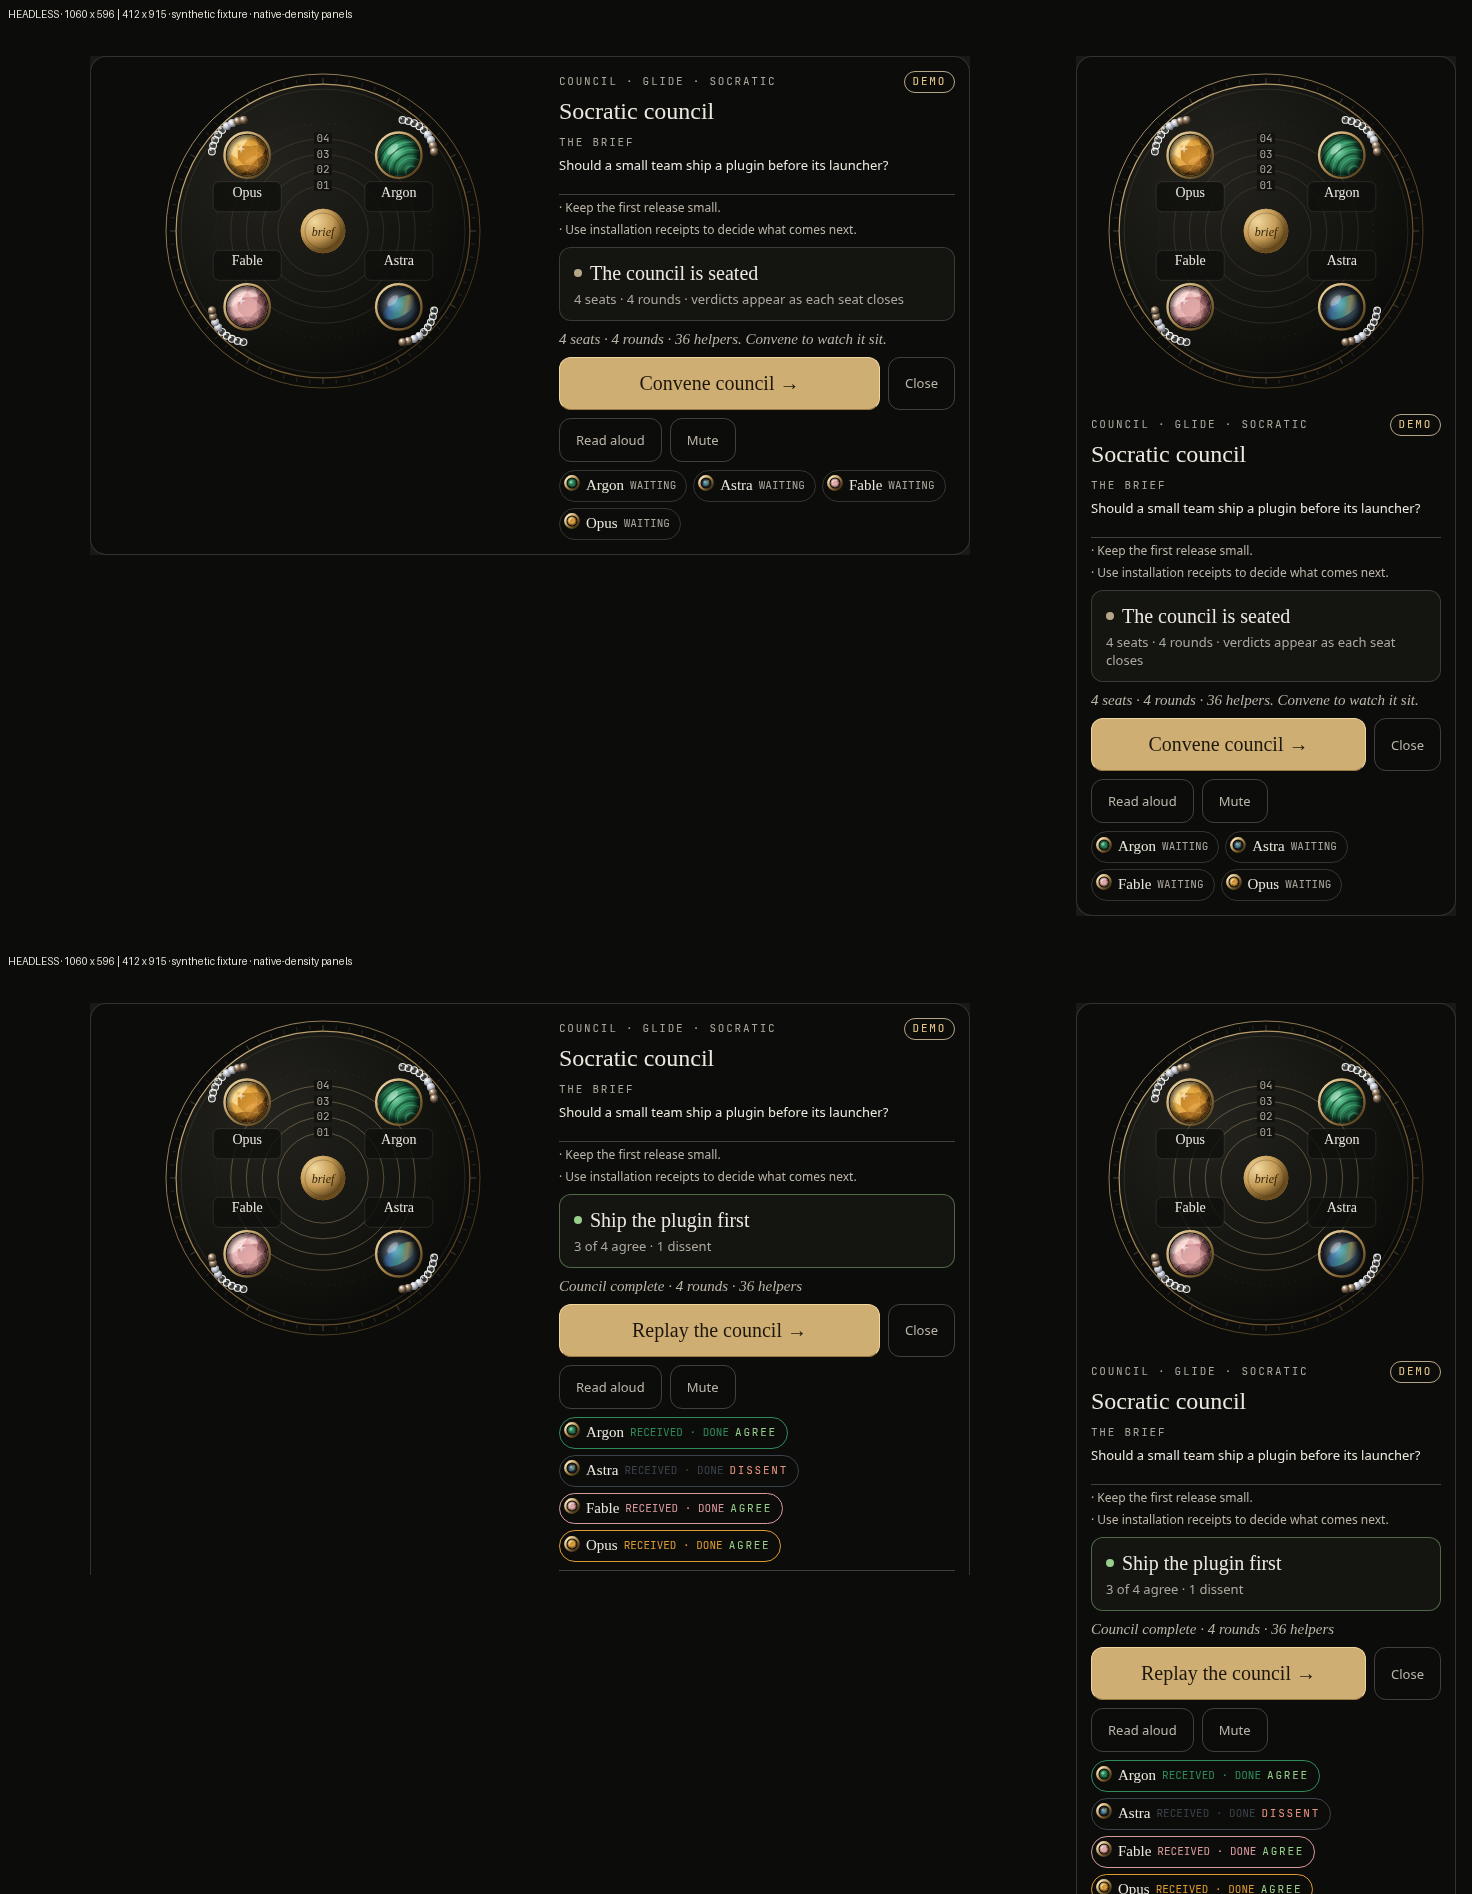 HEADLESS · 1060 x 596 | 412 x 915 · synthetic fixture · native-density panels
04
03
02
01
Opus
Argon
brief
Fable
Astra
COUNCIL · GLIDE · SOCRATIC
DEMO
Socratic council
THE BRIEF
Should a small team ship a plugin before its launcher?
· Keep the first release small.
· Use installation receipts to decide what comes next.
The council is seated
4 seats · 4 rounds · verdicts appear as each seat closes
4 seats · 4 rounds · 36 helpers. Convene to watch it sit.
Convene council →
Close
Read aloud
Mute
Argon WAITING
Astra WAITING
Fable WAITING
Opus WAITING
04
03
02
01
Opus
Argon
brief
Fable
Astra
COUNCIL · GLIDE · SOCRATIC
DEMO
Socratic council
THE BRIEF
Should a small team ship a plugin before its launcher?
· Keep the first release small.
· Use installation receipts to decide what comes next.
The council is seated
4 seats · 4 rounds · verdicts appear as each seat
closes
4 seats · 4 rounds · 36 helpers. Convene to watch it sit.
Convene council →
Close
Read aloud
Mute
Argon WAITING
Astra WAITING
Fable WAITING
Opus WAITING
HEADLESS · 1060 x 596 | 412 x 915 · synthetic fixture · native-density panels
04
03
02
01
Opus
Argon
brief
Fable
Astra
COUNCIL · GLIDE · SOCRATIC
DEMO
Socratic council
THE BRIEF
Should a small team ship a plugin before its launcher?
· Keep the first release small.
· Use installation receipts to decide what comes next.
Ship the plugin first
3 of 4 agree · 1 dissent
Council complete · 4 rounds · 36 helpers
Replay the council →
Close
Read aloud
Mute
Argon RECEIVED · DONE AGREE
Astra RECEIVED · DONE DISSENT
Fable RECEIVED · DONE AGREE
Opus RECEIVED · DONE AGREE
04
03
02
01
Opus
Argon
brief
Fable
Astra
COUNCIL · GLIDE · SOCRATIC
DEMO
Socratic council
THE BRIEF
Should a small team ship a plugin before its launcher?
· Keep the first release small.
· Use installation receipts to decide what comes next.
Ship the plugin first
3 of 4 agree · 1 dissent
Council complete · 4 rounds · 36 helpers
Replay the council →
Close
Read aloud
Mute
Argon RECEIVED · DONE AGREE
Astra RECEIVED · DONE DISSENT
Fable RECEIVED · DONE AGREE
Opus RECEIVED · DONE AGREE